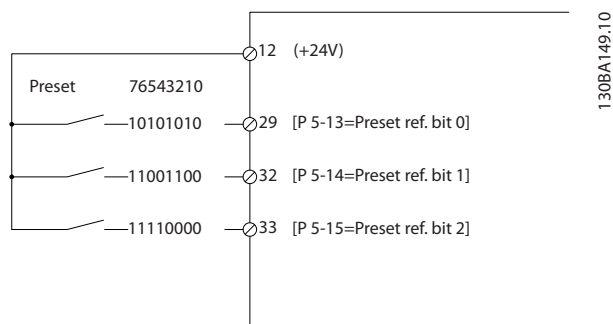 12 (+24V)
Preset 76543210
10101010 29 [P 5-13=Preset ref. bit 0]
11001100 32 [P 5-14=Preset ref. bit 1]
11110000 33 [P 5-15=Preset ref. bit 2]
130BA149.10